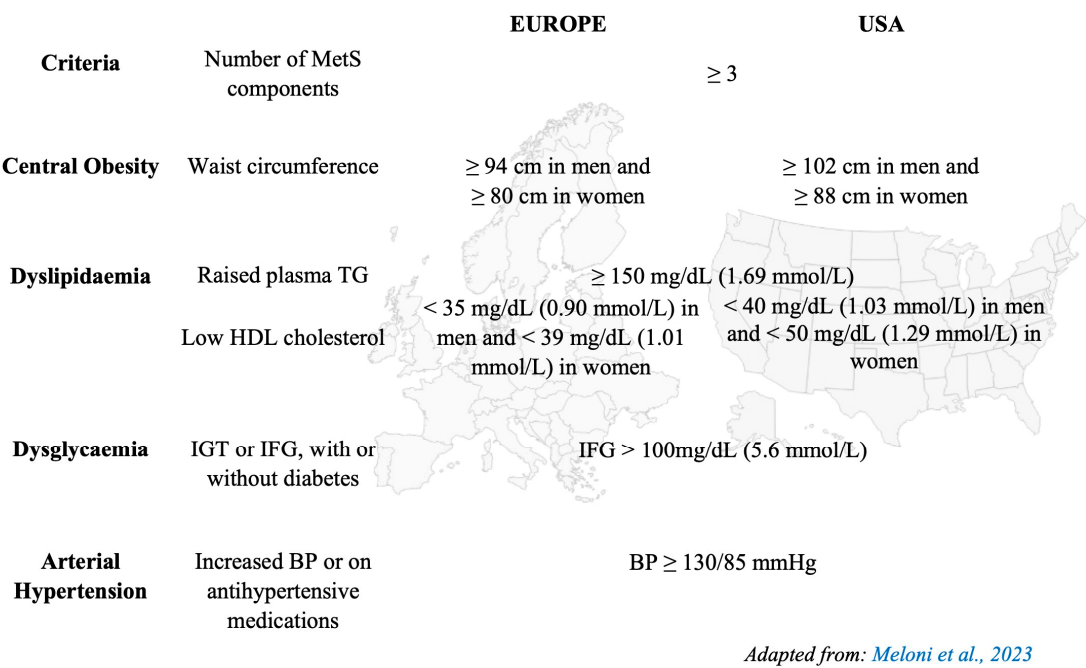 EUROPE USA
Criteria
Number of MetS
components
≥ 3
Central Obesity
Waist circumference
≥ 94 cm in men and
≥ 80 cm in women
≥ 102 cm in men and
≥ 88 cm in women
Dyslipidaemia
Raised plasma TG
≥ 150 mg/dL (1.69 mmol/L)
Low HDL cholesterol
< 35 mg/dL (0.90 mmol/L) in
men and < 39 mg/dL (1.01
mmol/L) in women
< 40 mg/dL (1.03 mmol/L) in men
and < 50 mg/dL (1.29 mmol/L) in
women
Dysglycaemia
IGT or IFG, with or
without diabetes
IFG > 100mg/dL (5.6 mmol/L)
Arterial
Hypertension
Increased BP or on
antihypertensive
medications
BP ≥ 130/85 mmHg
Adapted from: Meloni et al., 2023